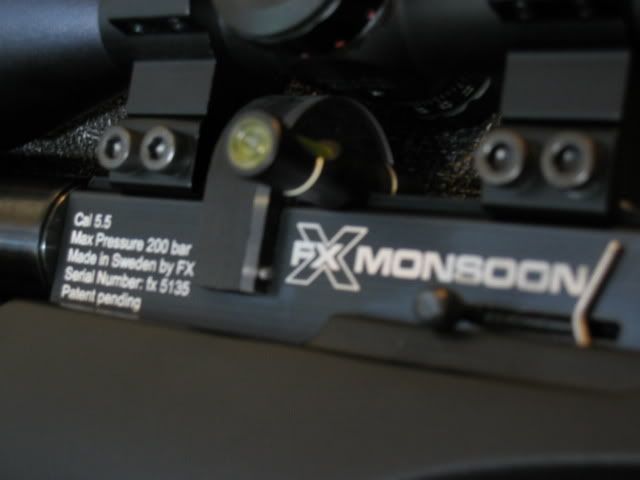 Cal 5.5
Max Pressure 200 bar
Made in Sweden by FX
Serial Number: fx 5135
Patent pending
FX MONSOON